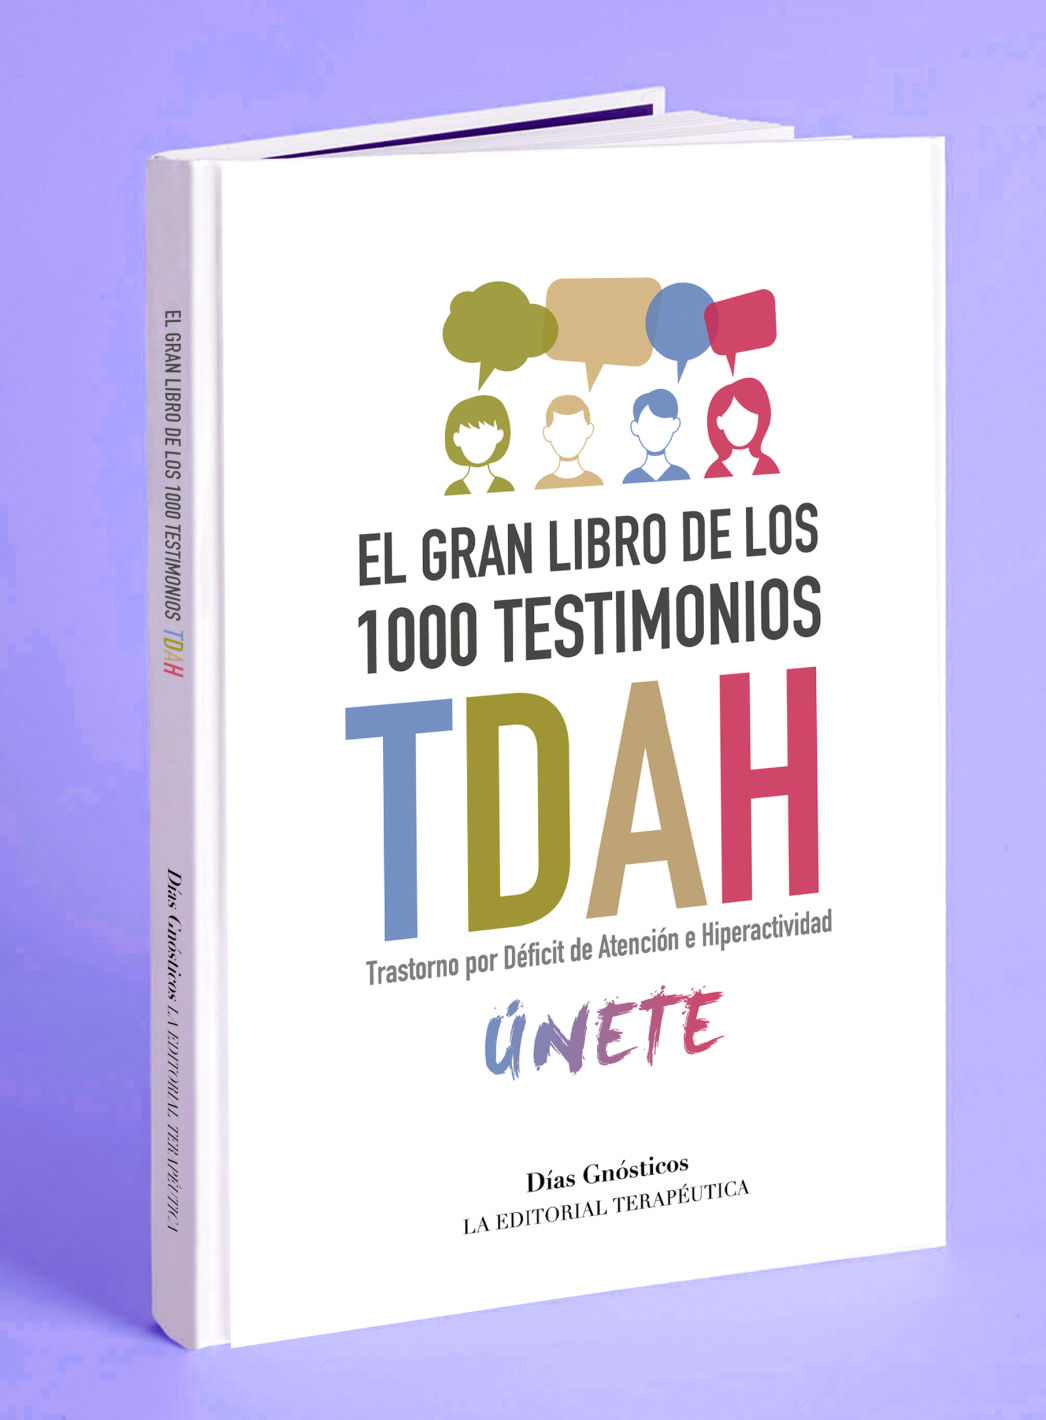 EL GRAN LIBRO DE LOS 1000 TESTIMONIOS TDAH
Días Gnósticos LA EDITORIAL TERAPÉUTICA
EL GRAN LIBRO DE LOS
1000 TESTIMONIOS
TDAH
Trastorno por Déficit de Atención e Hiperactividad
ÚNETE
Días Gnósticos
LA EDITORIAL TERAPÉUTICA